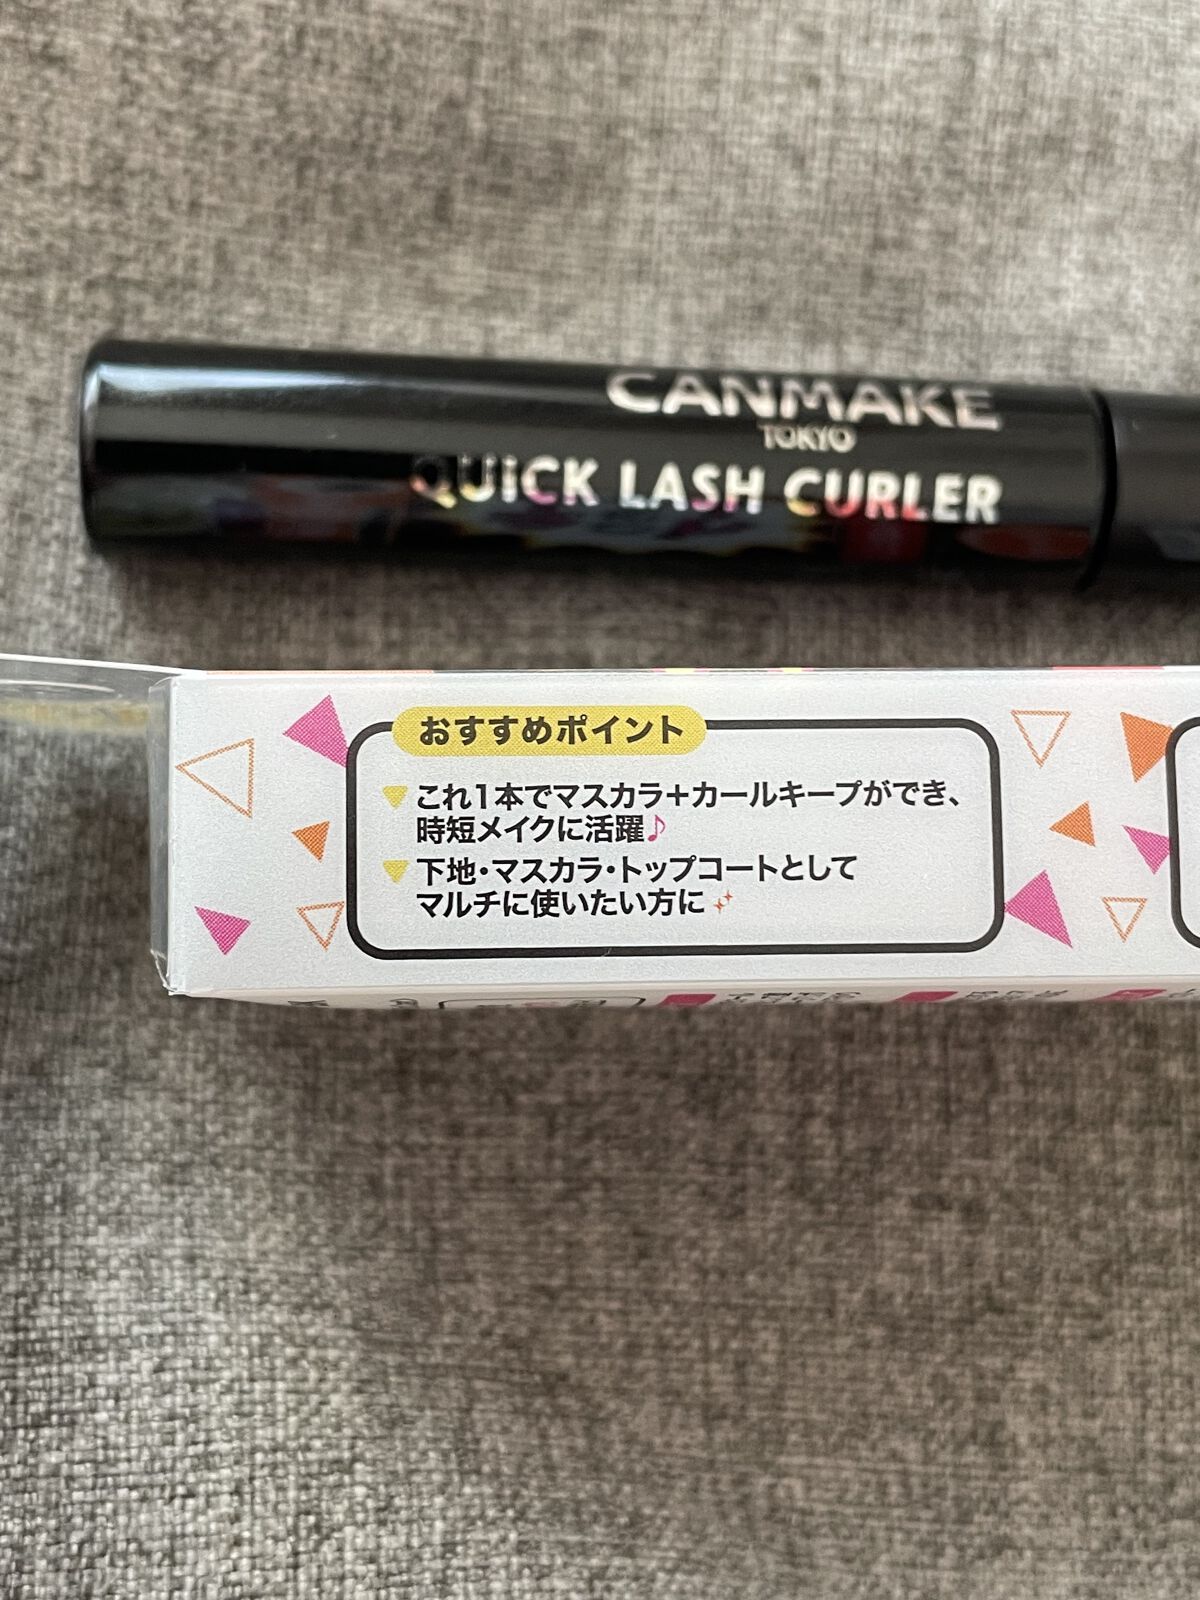 CANMAKE
TOKYO
QUICK LASH CURLER
おすすめポイント
これ1本でマスカラ+カールキープができ、
時短メイクに活躍♪
下地・マスカラ・トップコートとして
マルチに使いたい方に